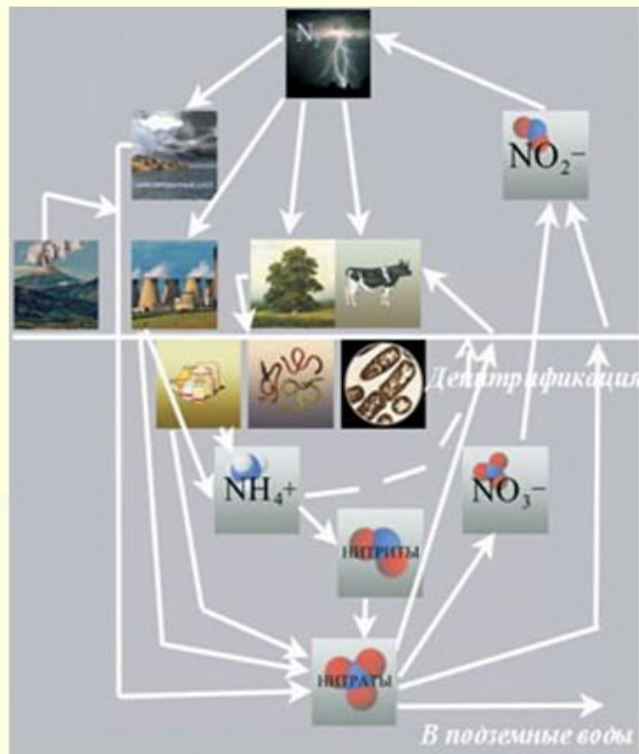 N₂
NO₂−
Денитрификация
NH₄+
NO₃−
НИТРИТЫ
НИТРАТЫ
В подземные воды